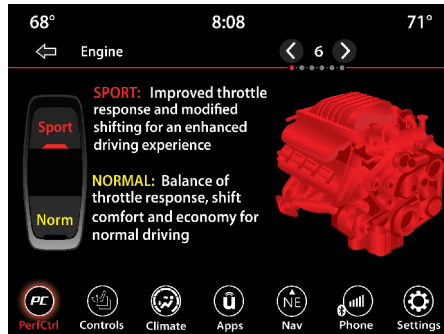 68° 8:08 71°
Engine 6
Sport
Norm
SPORT: Improved throttle
response and modified
shifting for an enhanced
driving experience
NORMAL: Balance of
throttle response, shift
comfort and economy for
normal driving
PC NE
PerfCtrl Controls Climate Apps Nav Phone Settings